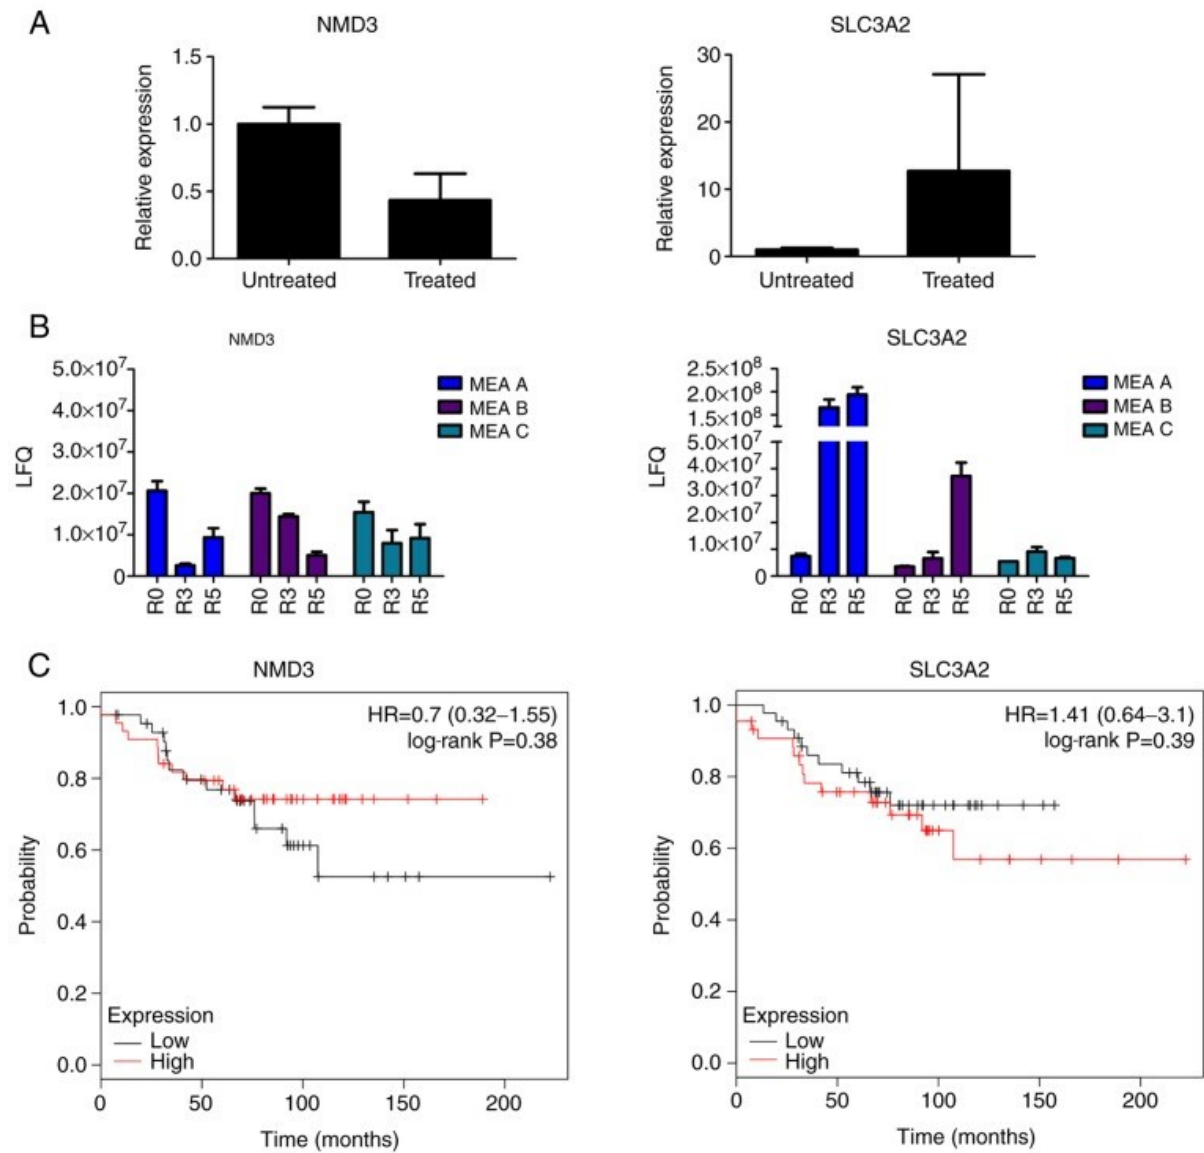 A
NMD3
SLC3A2
Relative expression
1.5
1.0
0.5
0.0
Untreated
Treated
Relative expression
30
20
10
0
Untreated
Treated
B
NMD3
LFQ
5.0×10⁷
4.0×10⁷
3.0×10⁷
2.0×10⁷
1.0×10⁷
0
R0 R3 R5 R0 R3 R5 R0 R3 R5
MEA A
MEA B
MEA C
SLC3A2
LFQ
2.5×10⁸
2.0×10⁸
1.5×10⁸
5.0×10⁷
4.0×10⁷
3.0×10⁷
2.0×10⁷
1.0×10⁷
0
R0 R3 R5 R0 R3 R5 R0 R3 R5
MEA A
MEA B
MEA C
C
NMD3
Probability
1.0
0.8
0.6
0.4
0.2
0.0
HR=0.7 (0.32–1.55)
log-rank P=0.38
Expression
Low
High
0 50 100 150 200
Time (months)
SLC3A2
Probability
1.0
0.8
0.6
0.4
0.2
0.0
HR=1.41 (0.64–3.1)
log-rank P=0.39
Expression
Low
High
0 50 100 150 200
Time (months)